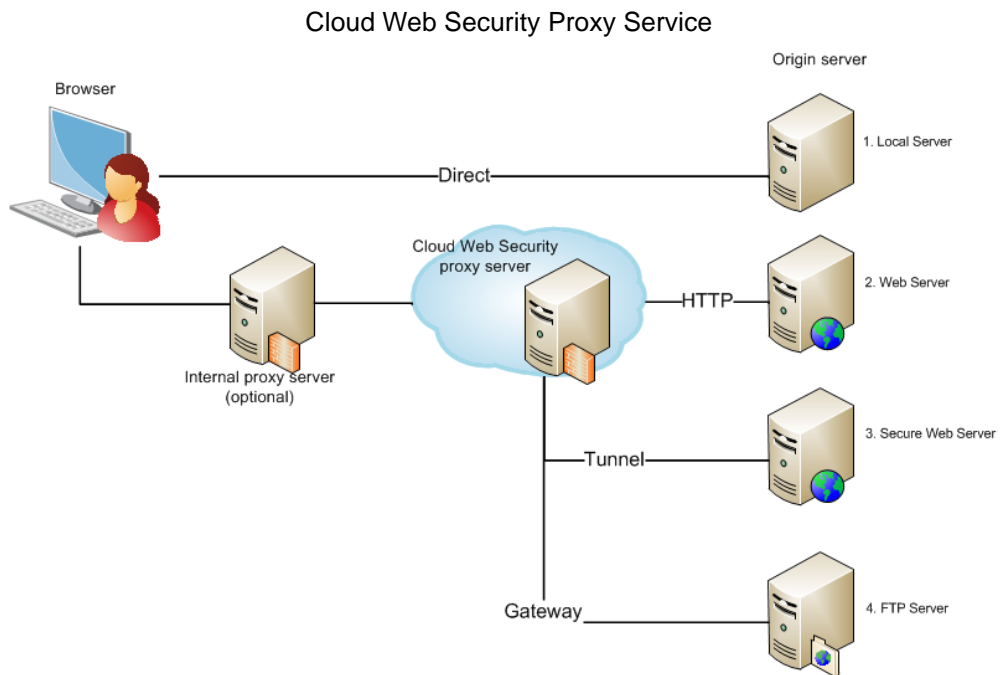 Cloud Web Security Proxy Service
Origin server
Browser
1. Local Server
Direct
Cloud Web Security
proxy server
2. Web Server
HTTP
Internal proxy server
(optional)
3. Secure Web Server
Tunnel
4. FTP Server
Gateway